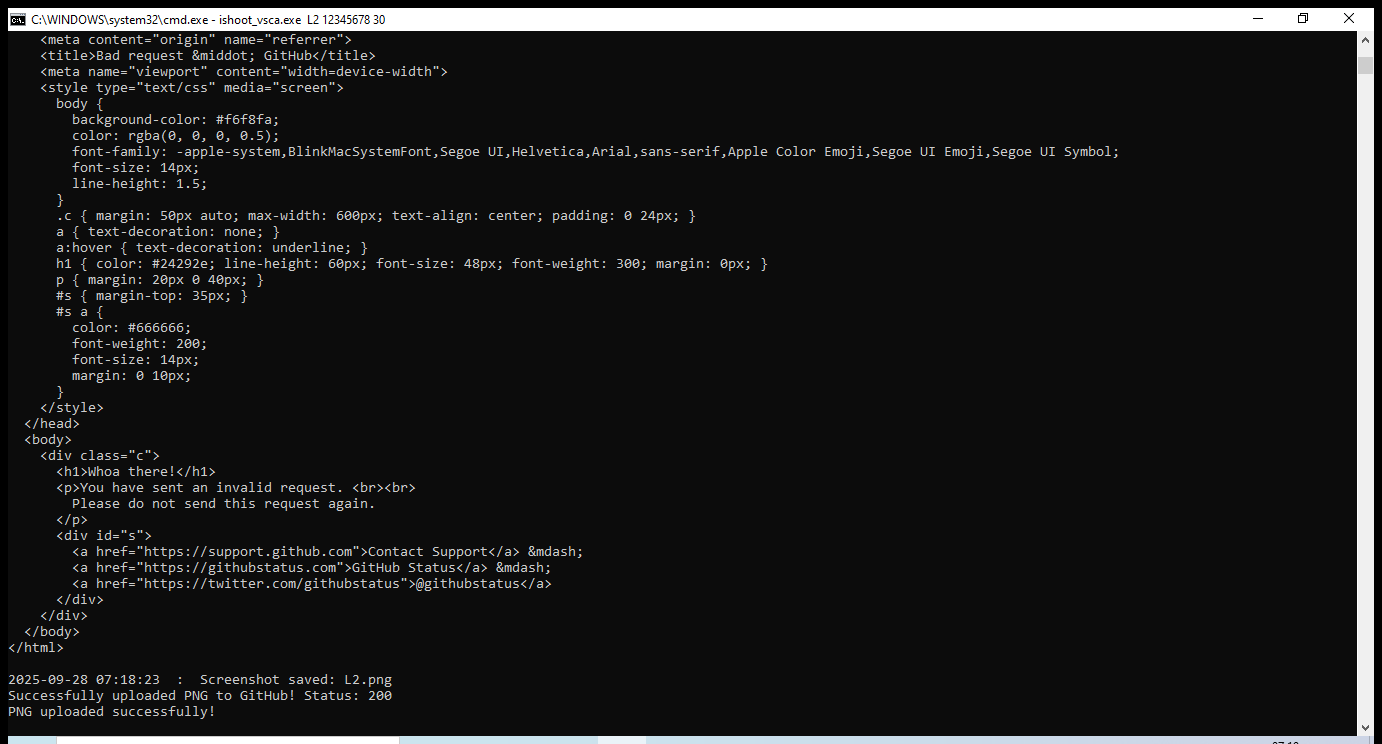 C:\WINDOWS\system32\cmd.exe - ishoot_vsca.exe  L2 12345678 30
    <meta content="origin" name="referrer">
    <title>Bad request &middot; GitHub</title>
    <meta name="viewport" content="width=device-width">
    <style type="text/css" media="screen">
      body {
        background-color: #f6f8fa;
        color: rgba(0, 0, 0, 0.5);
        font-family: -apple-system,BlinkMacSystemFont,Segoe UI,Helvetica,Arial,sans-serif,Apple Color Emoji,Segoe UI Emoji,Segoe UI Symbol;
        font-size: 14px;
        line-height: 1.5;
      }
      .c { margin: 50px auto; max-width: 600px; text-align: center; padding: 0 24px; }
      a { text-decoration: none; }
      a:hover { text-decoration: underline; }
      h1 { color: #24292e; line-height: 60px; font-size: 48px; font-weight: 300; margin: 0px; }
      p { margin: 20px 0 40px; }
      #s { margin-top: 35px; }
      #s a {
        color: #666666;
        font-weight: 200;
        font-size: 14px;
        margin: 0 10px;
      }
    </style>
  </head>
  <body>
    <div class="c">
      <h1>Whoa there!</h1>
      <p>You have sent an invalid request. <br><br>
        Please do not send this request again.
      </p>
      <div id="s">
        <a href="https://support.github.com">Contact Support</a> &mdash;
        <a href="https://githubstatus.com">GitHub Status</a> &mdash;
        <a href="https://twitter.com/githubstatus">@githubstatus</a>
      </div>
    </div>
  </body>
</html>

2025-09-28 07:18:23  :  Screenshot saved: L2.png
Successfully uploaded PNG to GitHub! Status: 200
PNG uploaded successfully!